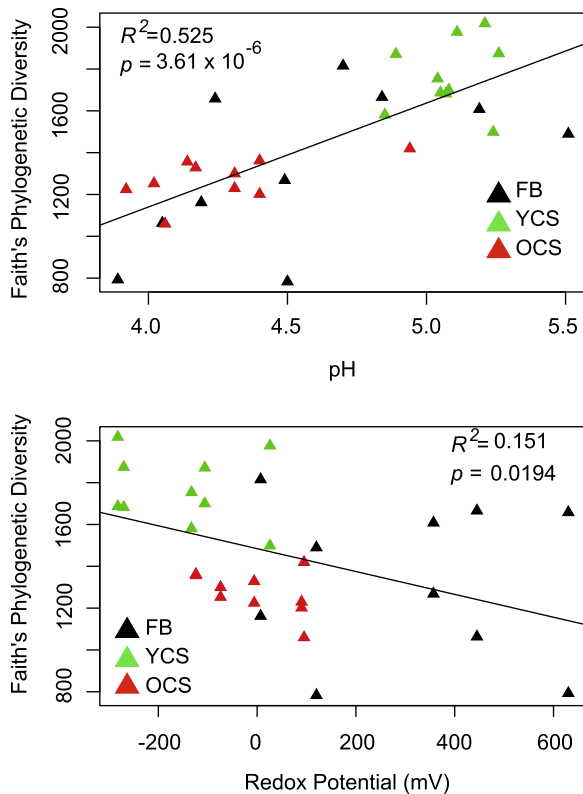 R²=0.525
p = 3.61 x 10⁻⁶
Faith's Phylogenetic Diversity
2000
1600
1200
800
FB
YCS
OCS
4.0 4.5 5.0 5.5
pH
R²= 0.151
p = 0.0194
Faith's Phylogenetic Diversity
2000
1600
1200
800
FB
YCS
OCS
-200 0 200 400 600
Redox Potential (mV)